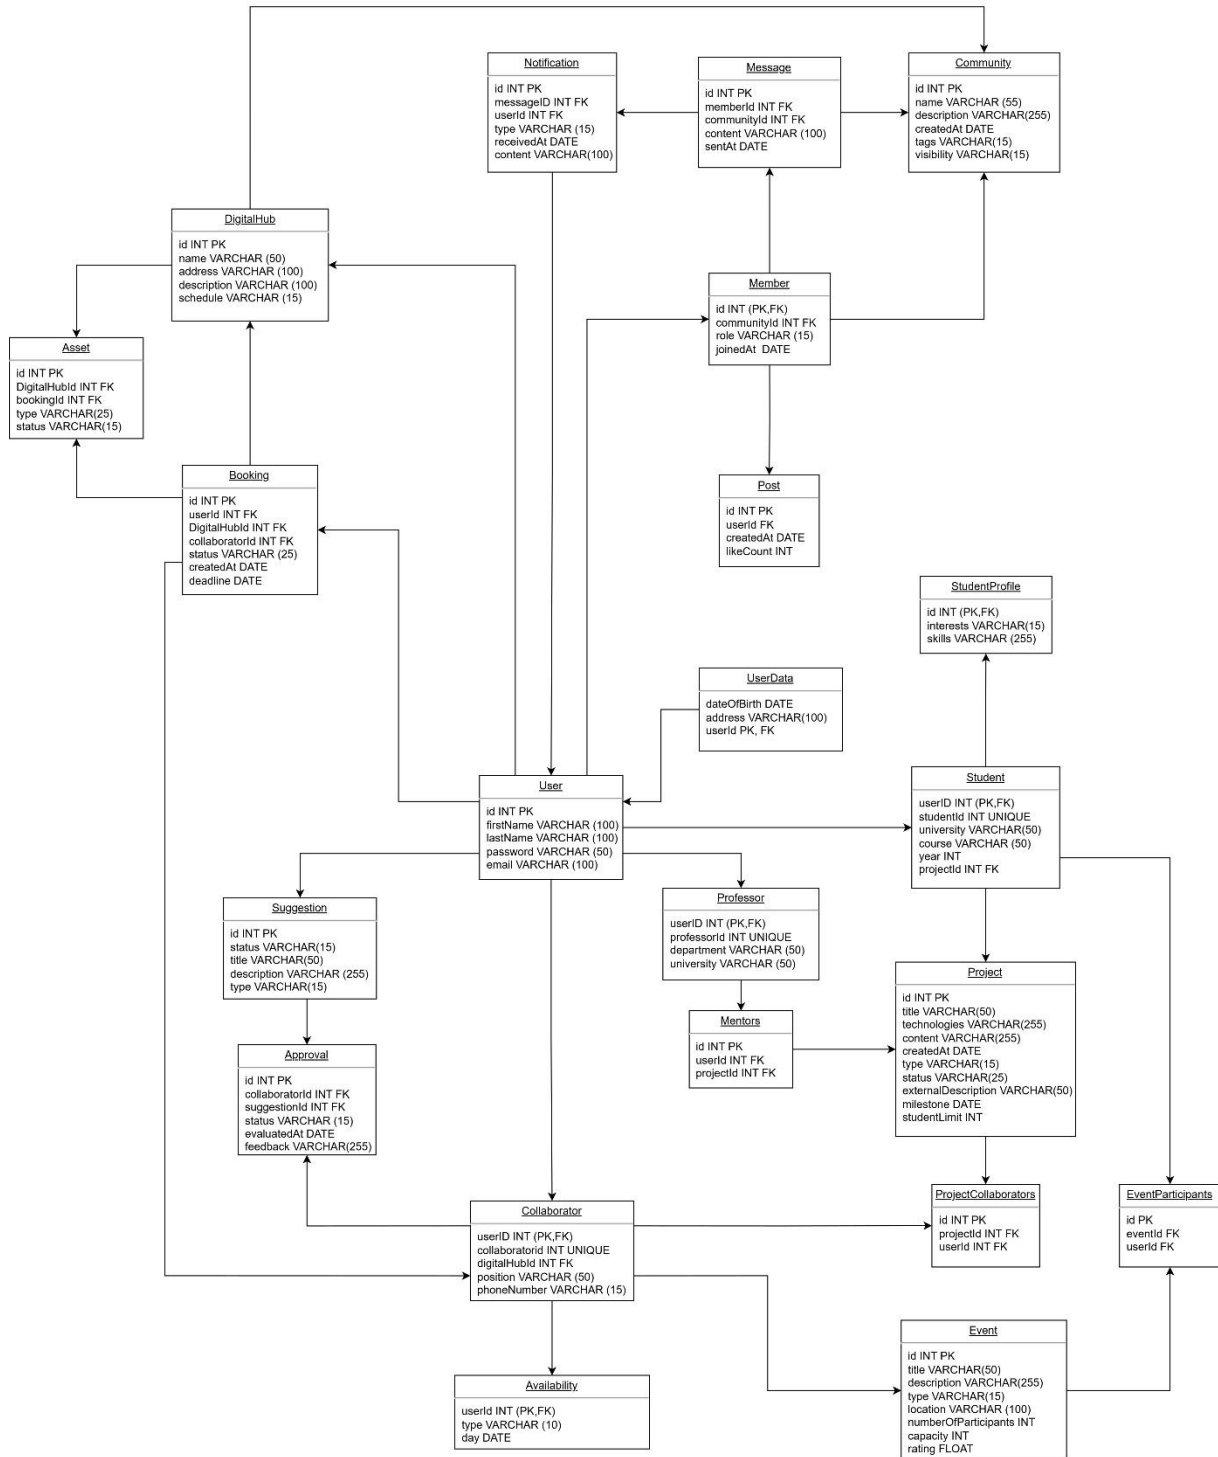 Notification
id INT PK
messageID INT FK
userId INT FK
type VARCHAR (15)
receivedAt DATE
content VARCHAR(100)
Message
id INT PK
memberId INT FK
communityId INT FK
content VARCHAR (100)
sentAt DATE
Community
id INT PK
name VARCHAR (55)
description VARCHAR(255)
createdAt DATE
tags VARCHAR(15)
visibility VARCHAR(15)
DigitalHub
id INT PK
name VARCHAR (50)
address VARCHAR (100)
description VARCHAR (100)
schedule VARCHAR (15)
Member
id INT (PK,FK)
communityId INT FK
role VARCHAR (15)
joinedAt DATE
Asset
id INT PK
DigitalHubId INT FK
bookingId INT FK
type VARCHAR(25)
status VARCHAR(15)
Booking
id INT PK
userId INT FK
DigitalHubId INT FK
collaboratorId INT FK
status VARCHAR (25)
createdAt DATE
deadline DATE
Post
id INT PK
userId FK
createdAt DATE
likeCount INT
StudentProfile
id INT (PK,FK)
interests VARCHAR(15)
skills VARCHAR (255)
UserData
dateOfBirth DATE
address VARCHAR(100)
userId PK, FK
User
id INT PK
firstName VARCHAR (100)
lastName VARCHAR (100)
password VARCHAR (50)
email VARCHAR (100)
Student
userID INT (PK,FK)
studentId INT UNIQUE
university VARCHAR(50)
course VARCHAR (50)
year INT
projectId INT FK
Suggestion
id INT PK
status VARCHAR(15)
title VARCHAR(50)
description VARCHAR (255)
type VARCHAR(15)
Professor
userID INT (PK,FK)
professorId INT UNIQUE
department VARCHAR (50)
university VARCHAR (50)
Project
id INT PK
title VARCHAR(50)
technologies VARCHAR(255)
content VARCHAR(255)
createdAt DATE
type VARCHAR(15)
status VARCHAR(25)
externalDescription VARCHAR(50)
milestone DATE
studentLimit INT
Mentors
id INT PK
userId INT FK
projectId INT FK
Approval
id INT PK
collaboratorId INT FK
suggestionId INT FK
status VARCHAR (15)
evaluatedAt DATE
feedback VARCHAR(255)
ProjectCollaborators
id INT PK
projectId INT FK
userId INT FK
EventParticipants
id PK
eventId FK
userId FK
Collaborator
userID INT (PK,FK)
collaboratorid INT UNIQUE
digitalHubId INT FK
position VARCHAR (50)
phoneNumber VARCHAR (15)
Event
id INT PK
title VARCHAR(50)
description VARCHAR(255)
type VARCHAR(15)
location VARCHAR (100)
numberOfParticipants INT
capacity INT
rating FLOAT
Availability
userId INT (PK,FK)
type VARCHAR (10)
day DATE